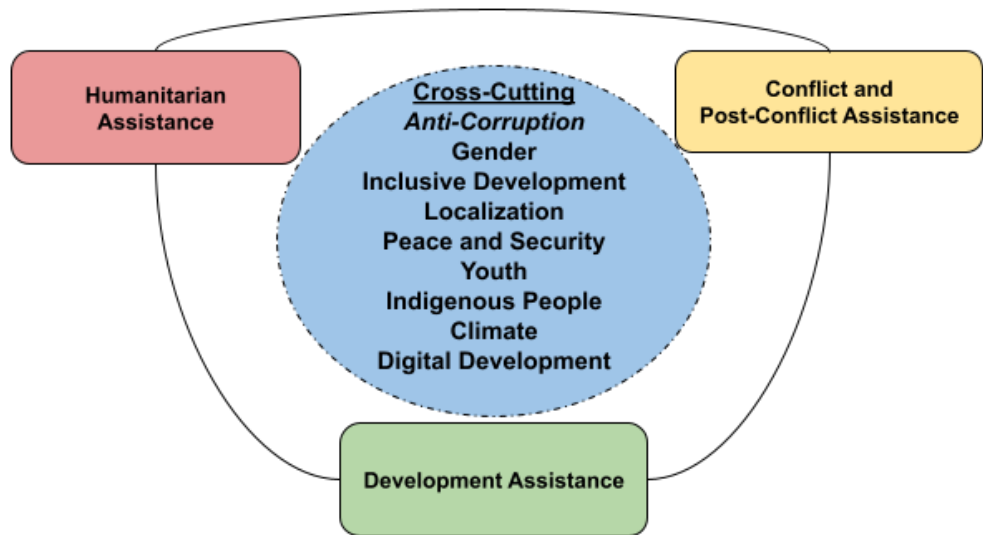 Humanitarian
Assistance
Cross-Cutting
Anti-Corruption
Gender
Inclusive Development
Localization
Peace and Security
Youth
Indigenous People
Climate
Digital Development
Conflict and
Post-Conflict Assistance
Development Assistance